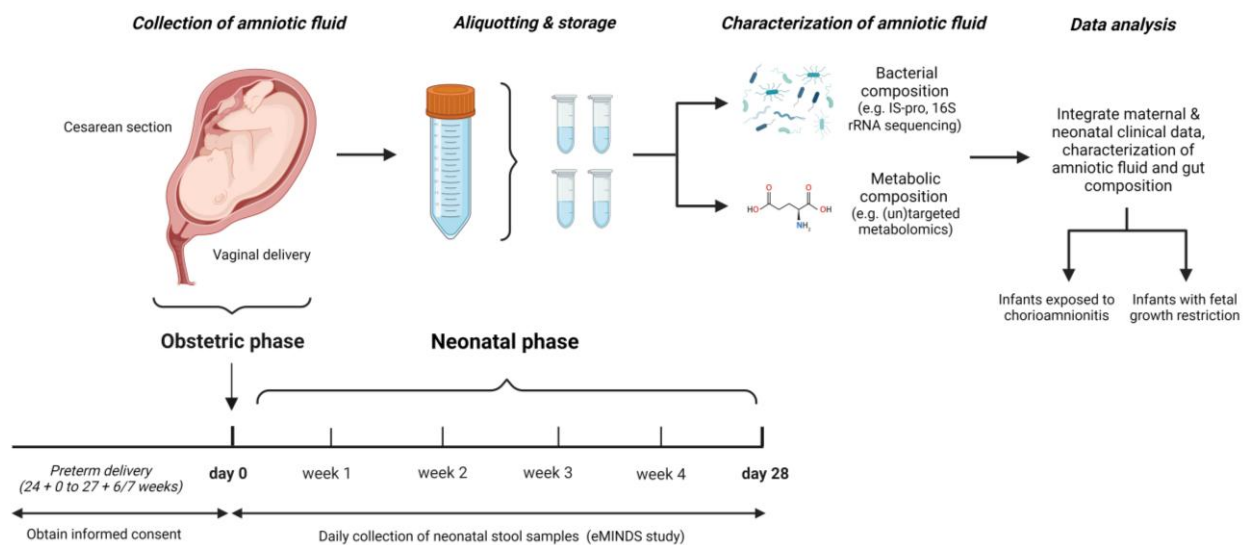 Collection of amniotic fluid
Aliquotting & storage
Characterization of amniotic fluid
Data analysis
Cesarean section
Vaginal delivery
Bacterial
composition
(e.g. IS-pro, 16S
rRNA sequencing)
Metabolic
composition
(e.g. (un)targeted
metabolomics)
O
O
HO
OH
NH₂
Integrate maternal &
neonatal clinical data,
characterization of
amniotic fluid and gut
composition
Infants exposed to
chorioamnionitis
Infants with fetal
growth restriction
Obstetric phase
Neonatal phase
Preterm delivery
(24 + 0 to 27 + 6/7 weeks)
day 0
week 1
week 2
week 3
week 4
day 28
Obtain informed consent
Daily collection of neonatal stool samples (eMINDS study)